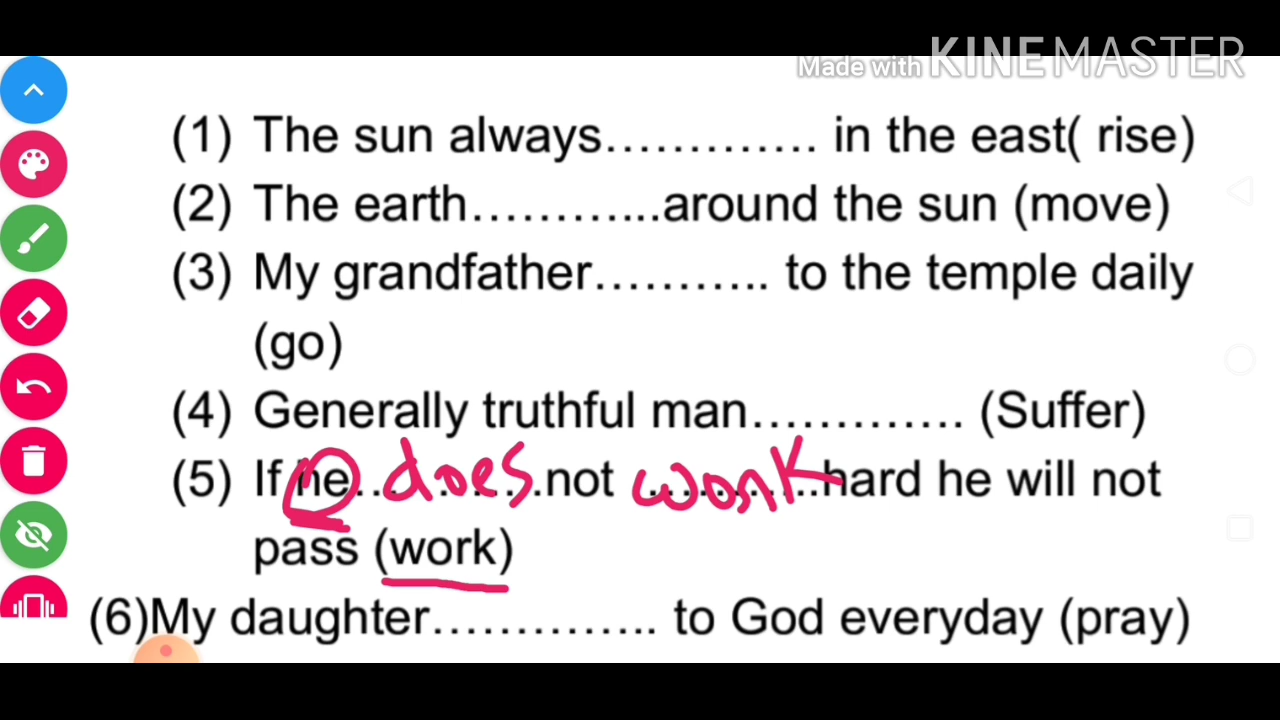 Made with KINEMASTER
(1) The sun always............. in the east( rise)
(2) The earth............around the sun (move)
(3) My grandfather........... to the temple daily
(go)
(4) Generally truthful man............. (Suffer)
(5) If he does not work hard he will not
pass (work)
(6)My daughter.............. to God everyday (pray)